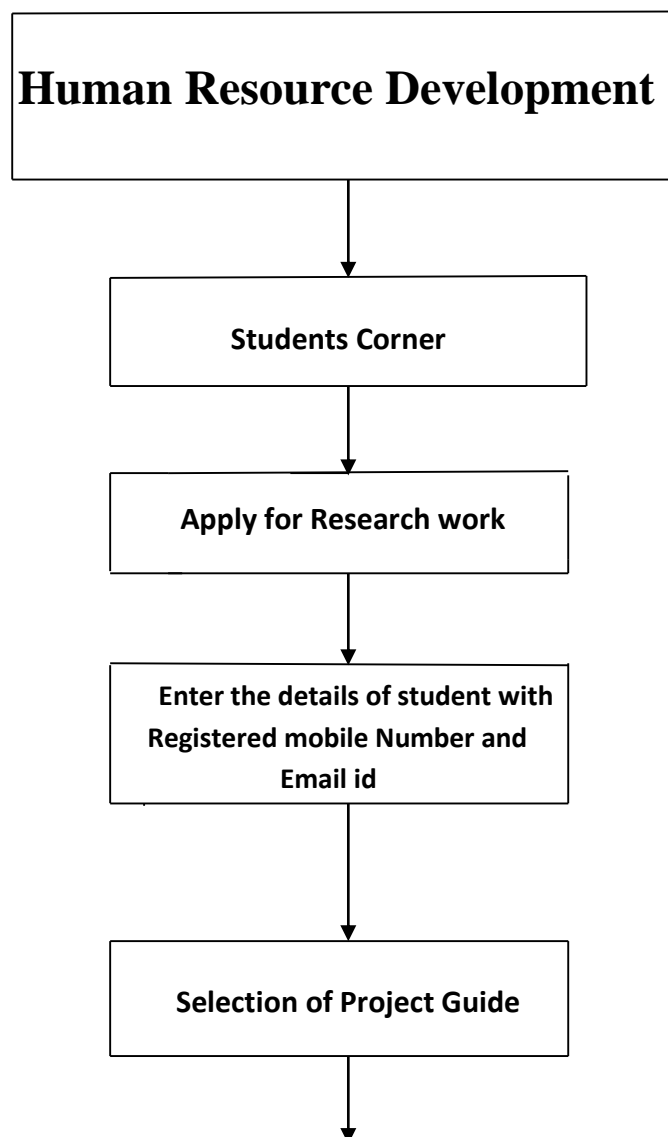 Human Resource Development
Students Corner
Apply for Research work
Enter the details of student with
Registered mobile Number and
Email id
Selection of Project Guide